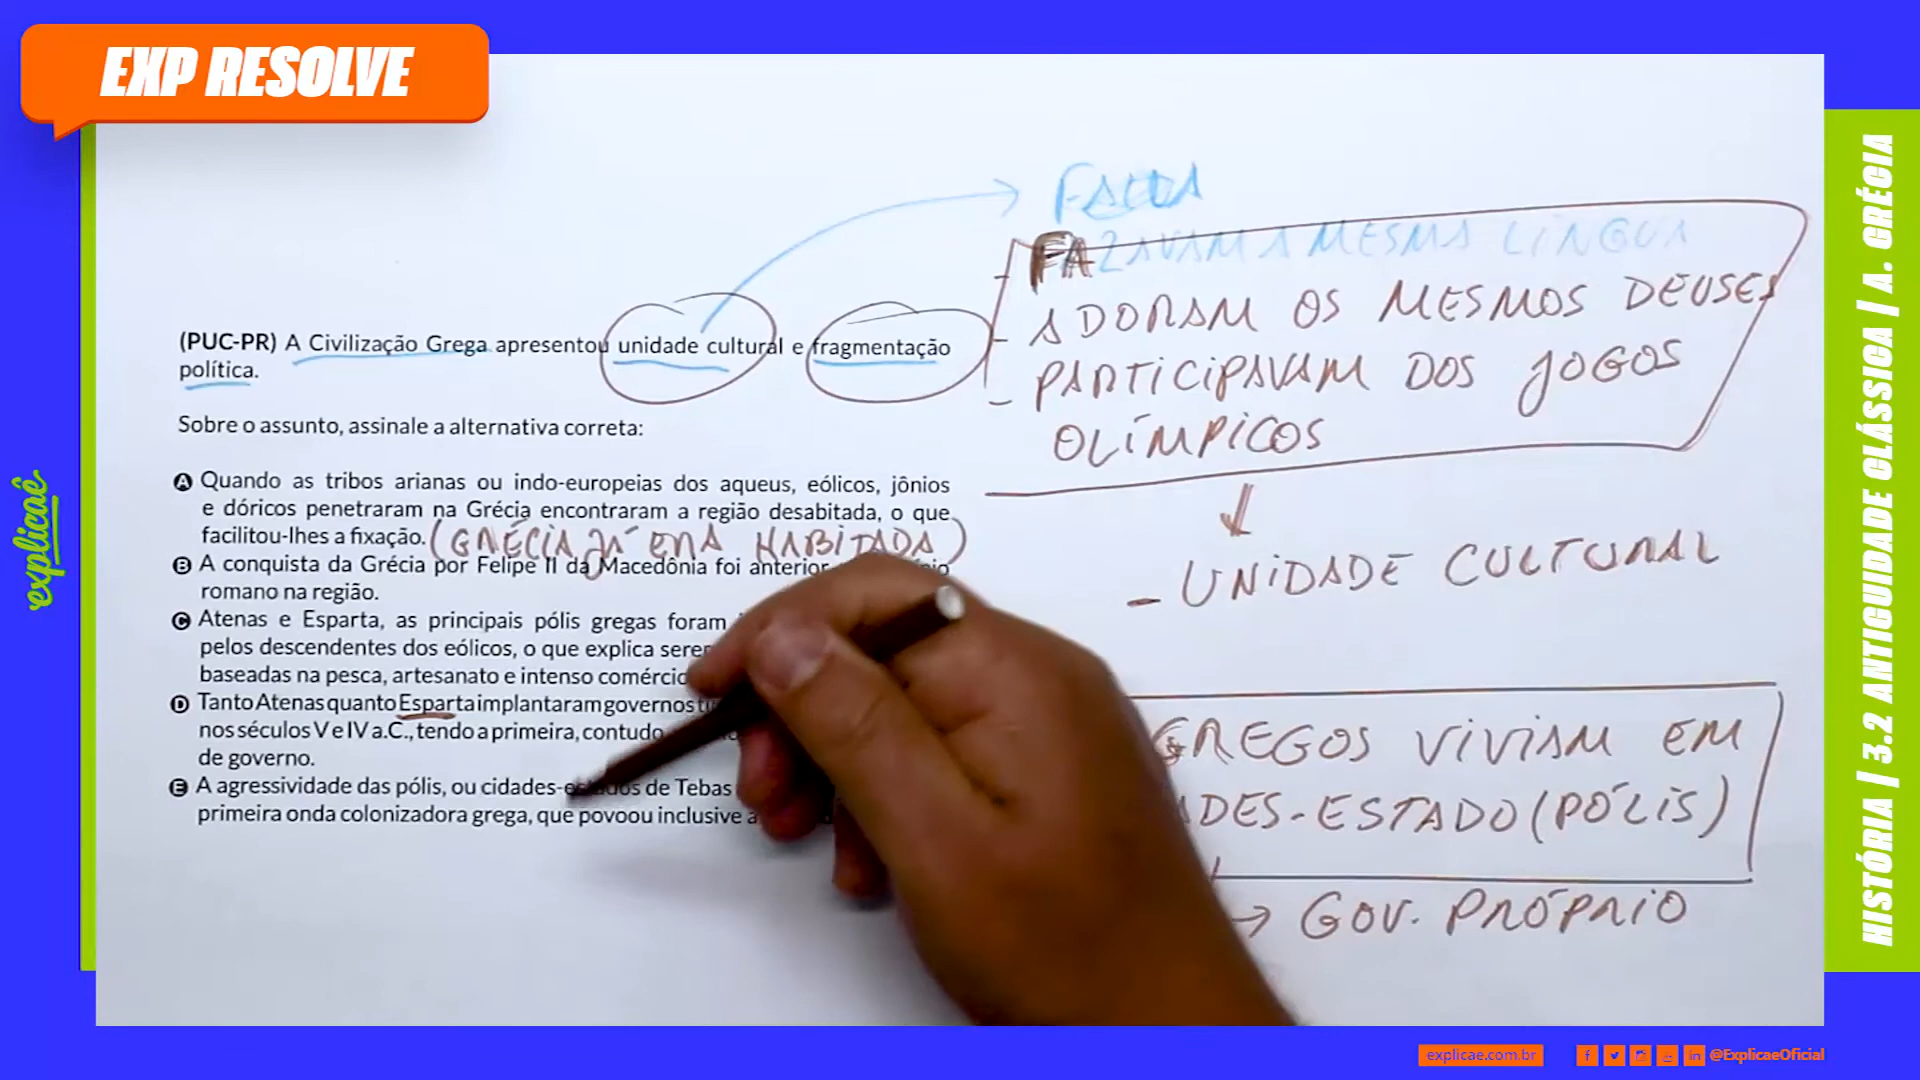 EXP RESOLVE
FALLA
FAZAVAM A MESMA LÍNGUA
- ADORAM OS MESMOS DEUSES
- PARTICIPAVAM DOS JOGOS
OLÍMPICOS
- UNIDADE CULTURAL
GREGOS VIVIAM EM
ADES-ESTADO (PÓLIS)
→ GOV. PRÓPRIO
(PUC-PR) A Civilização Grega apresentou unidade cultural e fragmentação
política.
Sobre o assunto, assinale a alternativa correta:
A Quando as tribos arianas ou indo-europeias dos aqueus, eólicos, jônios
e dóricos penetraram na Grécia encontraram a região desabitada, o que
facilitou-lhes a fixação. (GRÉCIA JÁ ERA HABITADA)
B A conquista da Grécia por Felipe II da Macedônia foi anterior
romano na região.
C Atenas e Esparta, as principais pólis gregas foram
pelos descendentes dos eólicos, o que explica
baseadas na pesca, artesanato e intenso
D Tanto Atenas quanto Esparta implantaram governos
nos séculos V e IV a.C., tendo a primeira, contudo
de governo.
E A agressividade das pólis, ou cidades-estados de Tebas
primeira onda colonizadora grega, que povoou inclusive a
explicaê
HISTÓRIA | 3.2 ANTIGUIDADE CLÁSSICA | A. GRÉCIA
explicae.com.br
@ExplicaeOficial